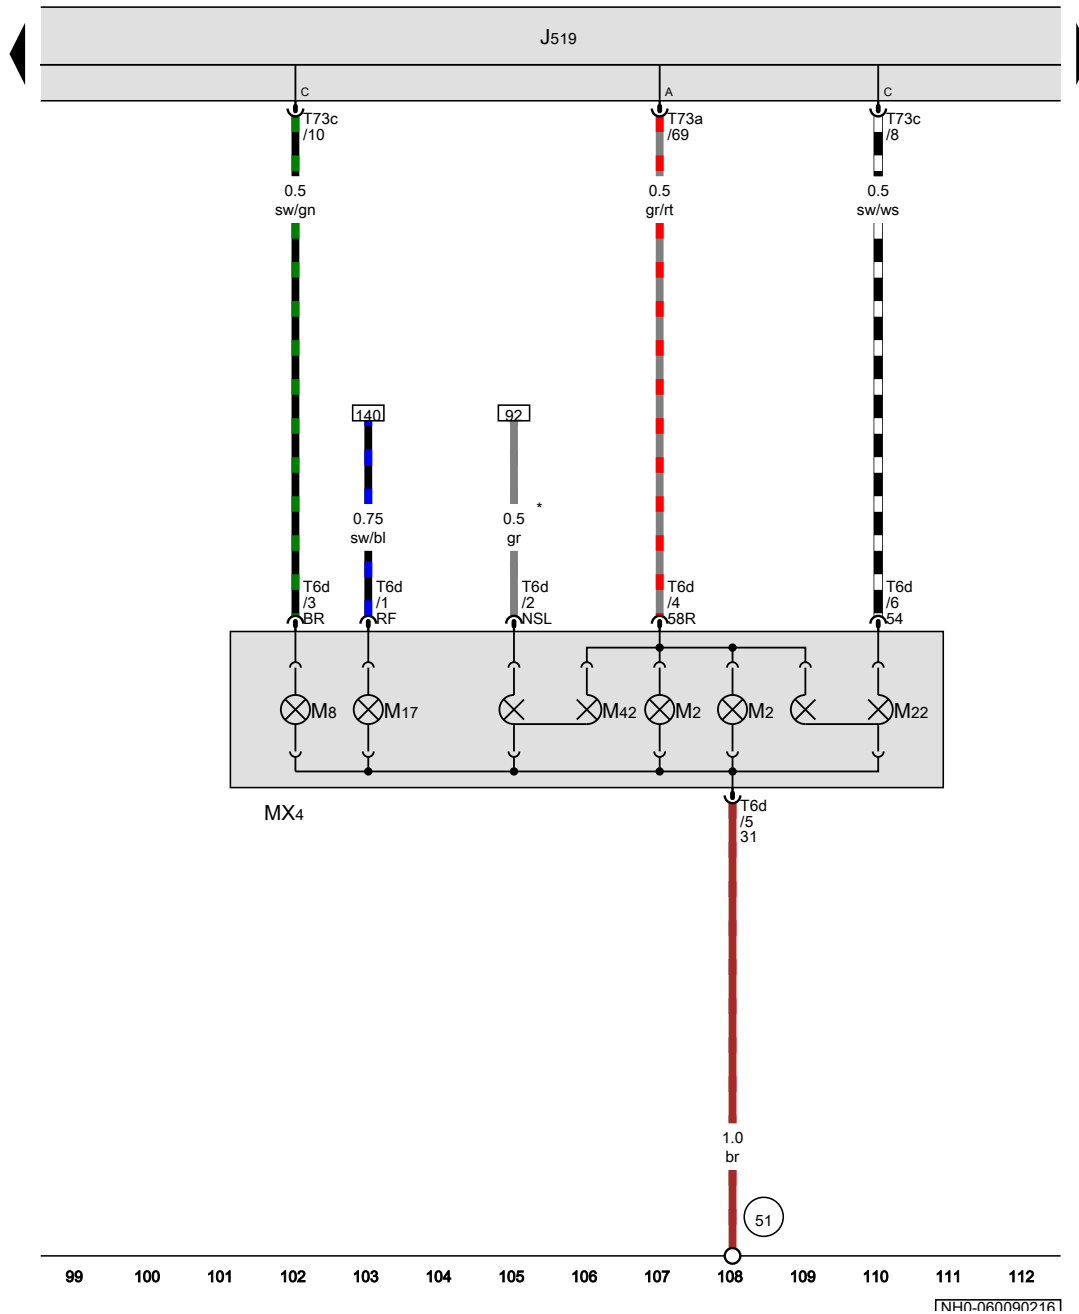 J519
C
A
C
T73c
/10
T73a
/69
T73c
/8
0.5
sw/gn
0.5
gr/rt
0.5
sw/ws
140
92
0.75
sw/bl
0.5
gr
*
T6d
/3
BR
T6d
/1
RF
T6d
/2
NSL
T6d
/4
58R
T6d
/6
54
M8
M17
M42
M2
M2
M22
MX4
T6d
/5
31
1.0
br
51
99 100 101 102 103 104 105 106 107 108 109 110 111 112
NH0-060090216